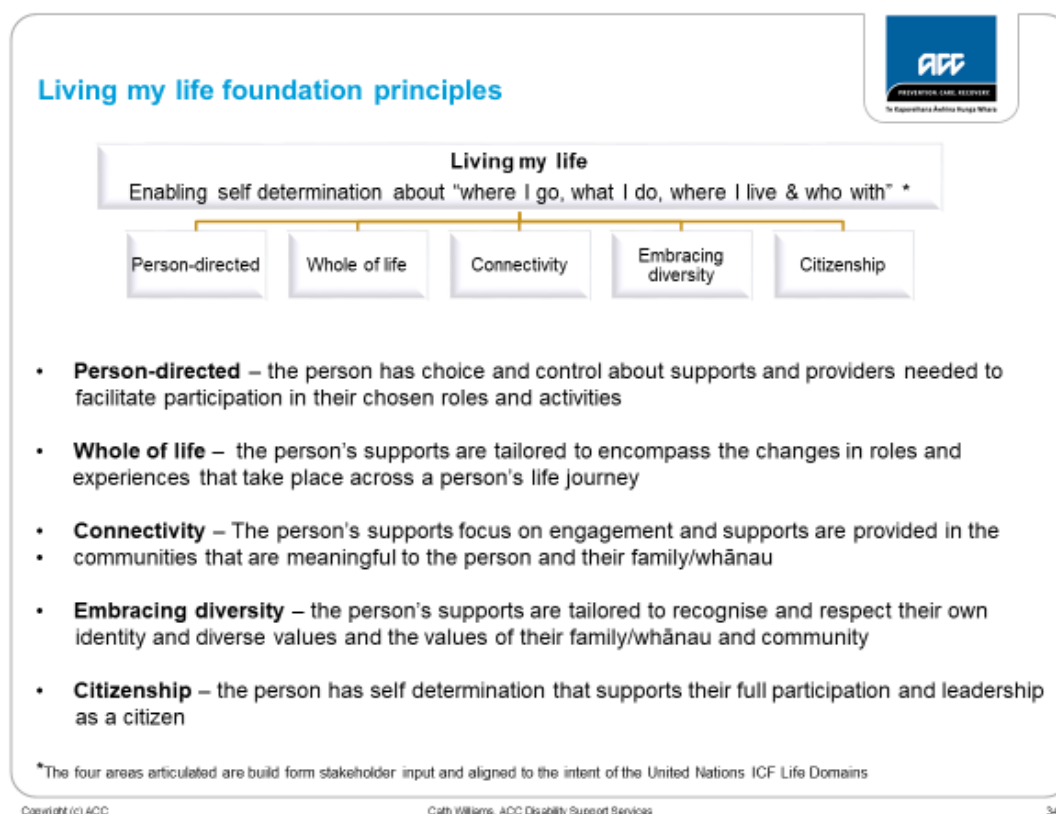 ACC
PREVENTION. CARE. RECOVERY.
Te Kaporeihana Āwhina Hunga Whara
Living my life foundation principles
Living my life
Enabling self determination about “where I go, what I do, where I live & who with” *
Person-directed
Whole of life
Connectivity
Embracing
diversity
Citizenship
• Person-directed – the person has choice and control about supports and providers needed to
facilitate participation in their chosen roles and activities
• Whole of life – the person’s supports are tailored to encompass the changes in roles and
experiences that take place across a person’s life journey
• Connectivity – The person’s supports focus on engagement and supports are provided in the
• communities that are meaningful to the person and their family/whānau
• Embracing diversity – the person’s supports are tailored to recognise and respect their own
identity and diverse values and the values of their family/whānau and community
• Citizenship – the person has self determination that supports their full participation and leadership
as a citizen
*The four areas articulated are build form stakeholder input and aligned to the intent of the United Nations ICF Life Domains
Copyright (c) ACC
Cath Williams, ACC Disability Support Services
34